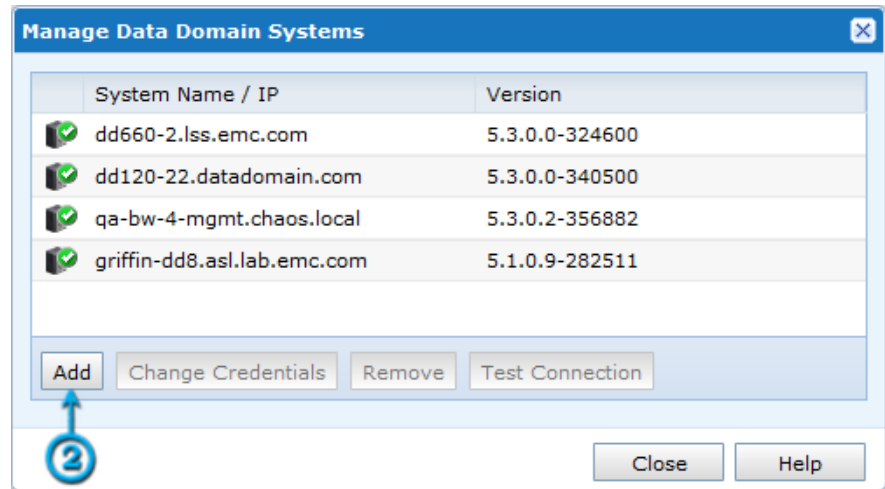 Manage Data Domain Systems
System Name / IP Version
dd660-2.lss.emc.com 5.3.0.0-324600
dd120-22.datadomain.com 5.3.0.0-340500
qa-bw-4-mgmt.chaos.local 5.3.0.2-356882
griffin-dd8.asl.lab.emc.com 5.1.0.9-282511
Add Change Credentials Remove Test Connection
2
Close Help